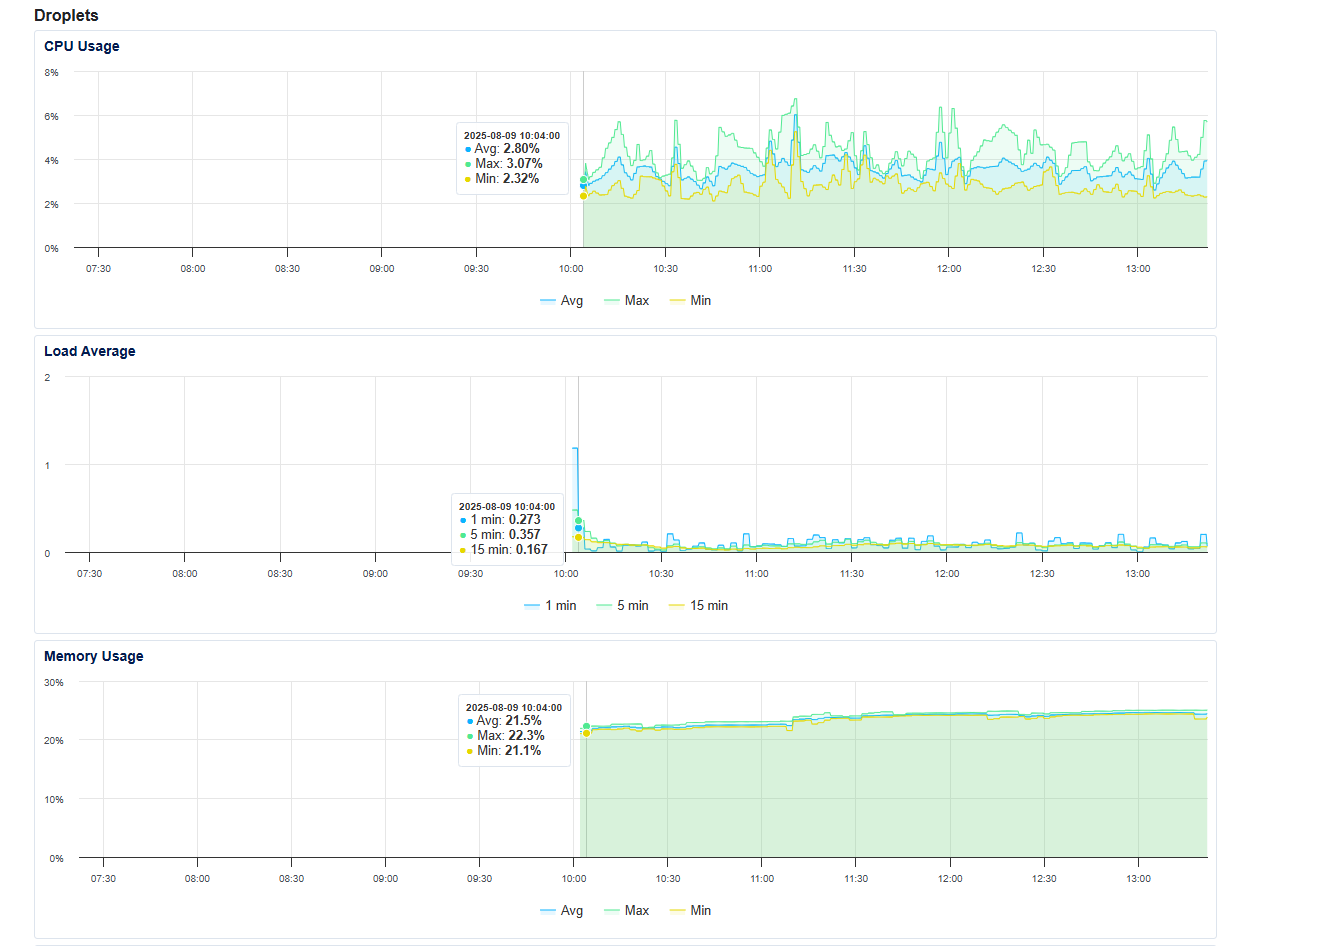 Droplets
CPU Usage
8%
6%
4%
2%
0%
2025-08-09 10:04:00
Avg: 2.80%
Max: 3.07%
Min: 2.32%
07:30 08:00 08:30 09:00 09:30 10:00 10:30 11:00 11:30 12:00 12:30 13:00
Avg Max Min
Load Average
2
1
0
2025-08-09 10:04:00
1 min: 0.273
5 min: 0.357
15 min: 0.167
07:30 08:00 08:30 09:00 09:30 10:00 10:30 11:00 11:30 12:00 12:30 13:00
1 min 5 min 15 min
Memory Usage
30%
20%
10%
0%
2025-08-09 10:04:00
Avg: 21.5%
Max: 22.3%
Min: 21.1%
07:30 08:00 08:30 09:00 09:30 10:00 10:30 11:00 11:30 12:00 12:30 13:00
Avg Max Min